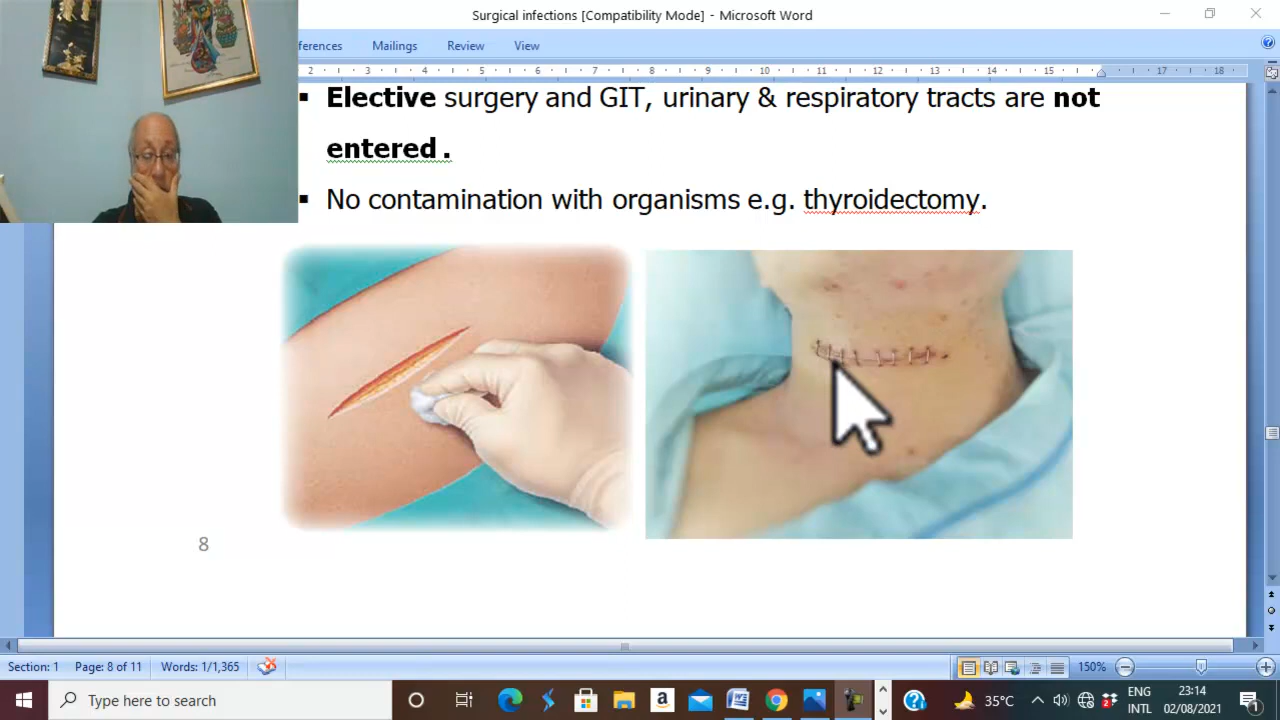 Surgical infections [Compatibility Mode] - Microsoft Word
ferences Mailings Review View
2 3 4 5 6 7 8 9 10 11 12 13 14 15 17 18
▪ Elective surgery and GIT, urinary & respiratory tracts are not
entered.
▪ No contamination with organisms e.g. thyroidectomy.
8
Section: 1 Page: 8 of 11 Words: 1/1,365 150%
Type here to search 35°C ENG 23:14
INTL 02/08/2021